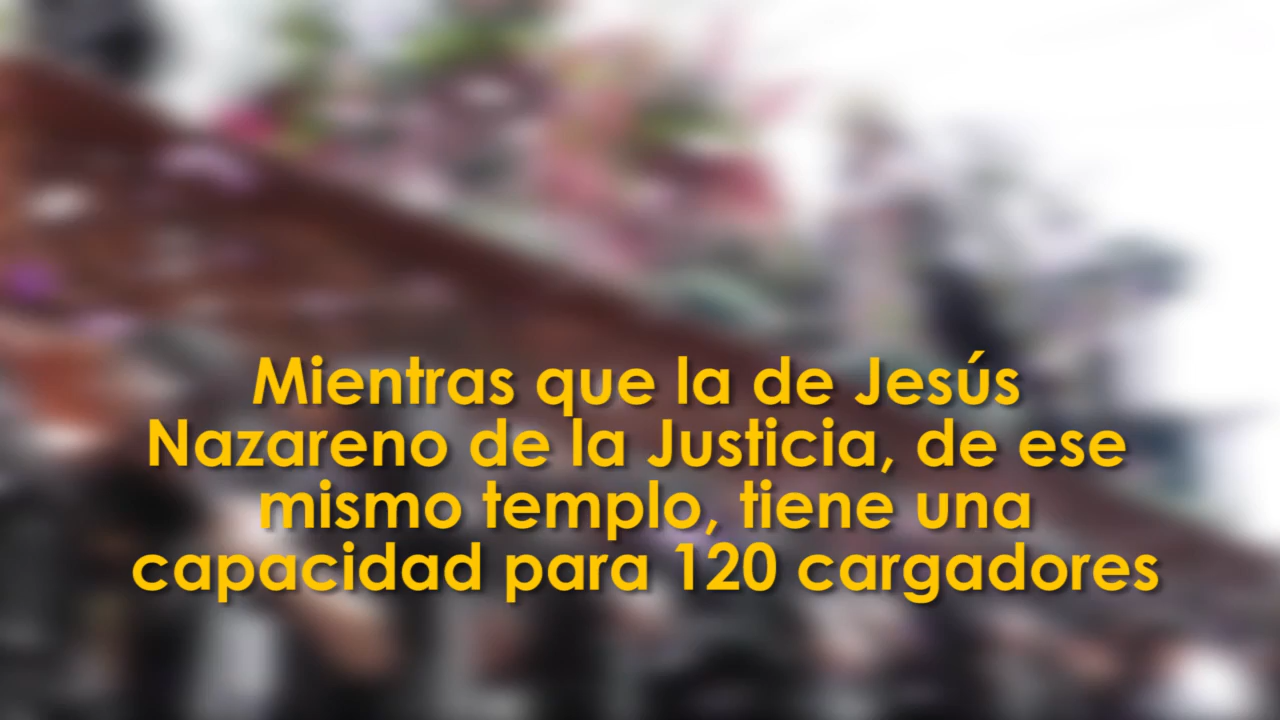 Mientras que la de Jesús
Nazareno de la Justicia, de ese
mismo templo, tiene una
capacidad para 120 cargadores